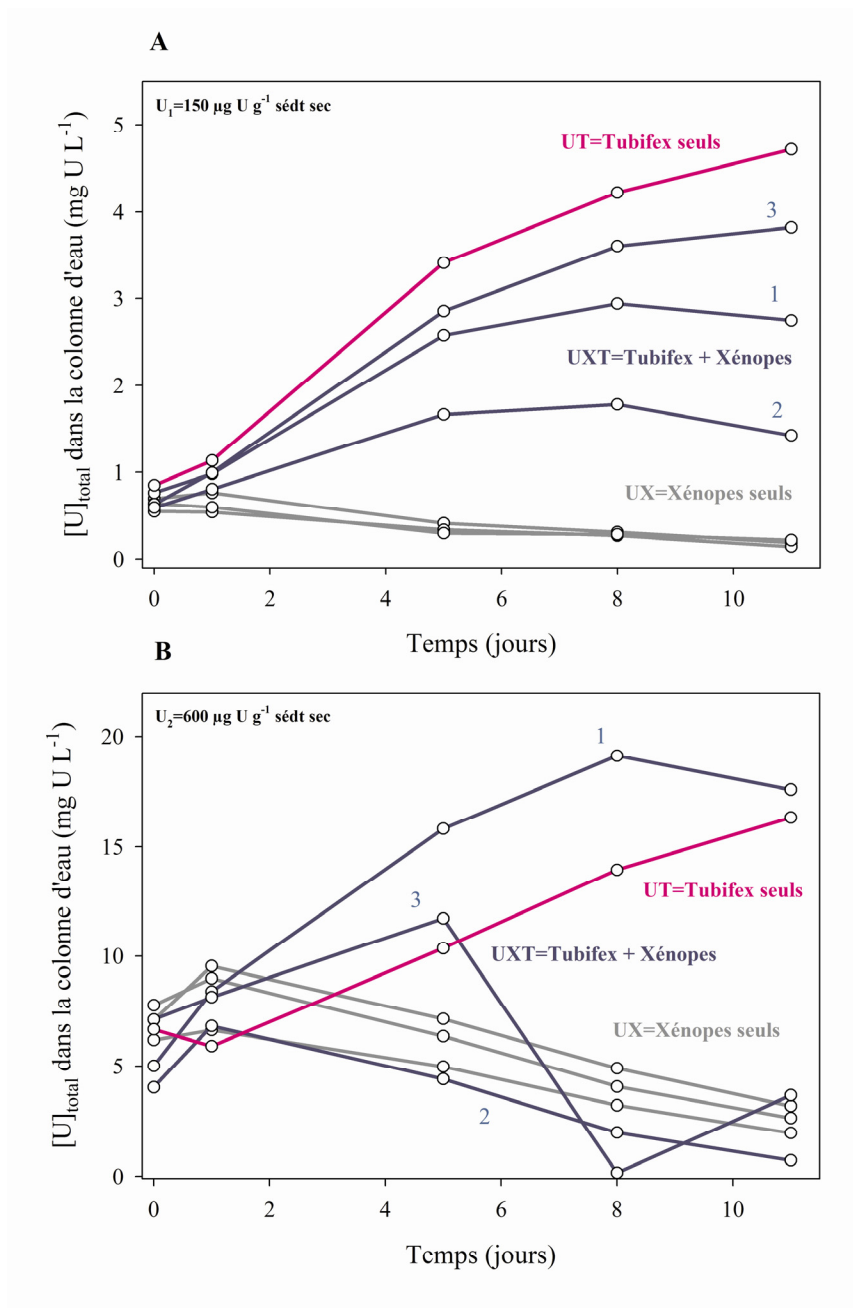 A
U1=150 µg U g-1 sédt sec
[U]total dans la colonne d'eau (mg U L-1)
5
4
3
2
1
0
UT=Tubifex seuls
3
1
UXT=Tubifex + Xénopes
2
UX=Xénopes seuls
0 2 4 6 8 10
Temps (jours)
B
U2=600 µg U g-1 sédt sec
[U]total dans la colonne d'eau (mg U L-1)
20
15
10
5
0
1
UT=Tubifex seuls
3
UXT=Tubifex + Xénopes
UX=Xénopes seuls
2
0 2 4 6 8 10
Temps (jours)